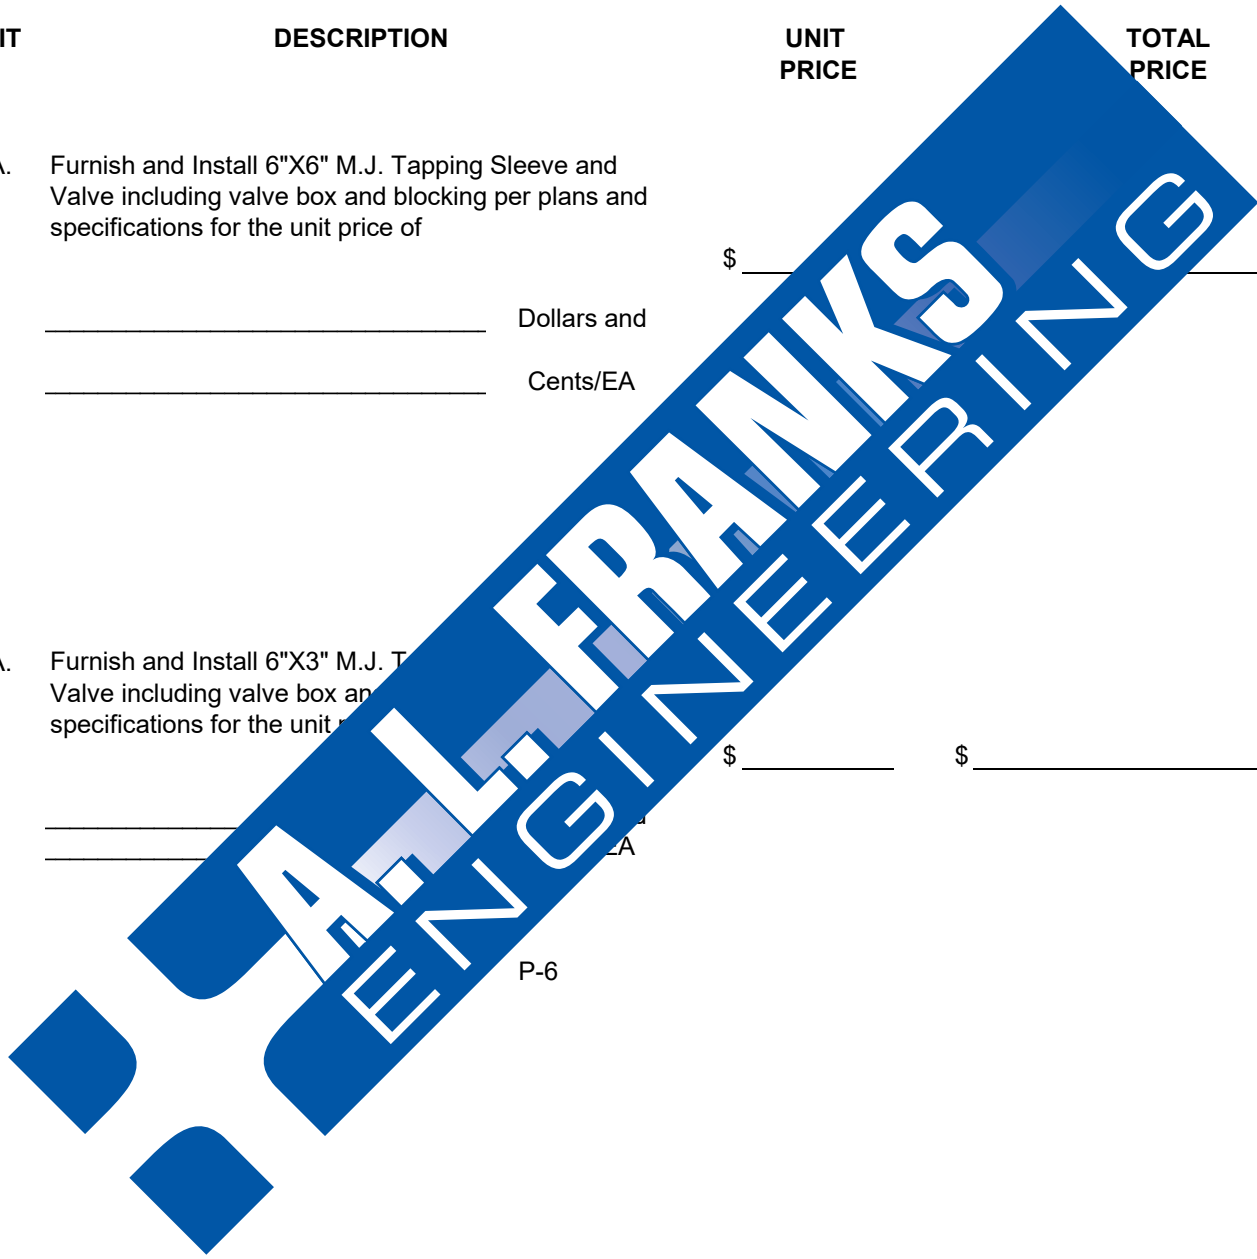 IT DESCRIPTION UNIT PRICE TOTAL PRICE
A. Furnish and Install 6"X6" M.J. Tapping Sleeve and
Valve including valve box and blocking per plans and
specifications for the unit price of
$
Dollars and
Cents/EA
A. Furnish and Install 6"X3" M.J. T
Valve including valve box an
specifications for the unit
$ $
EA
P-6
A.L. FRANKS
ENGINEERING